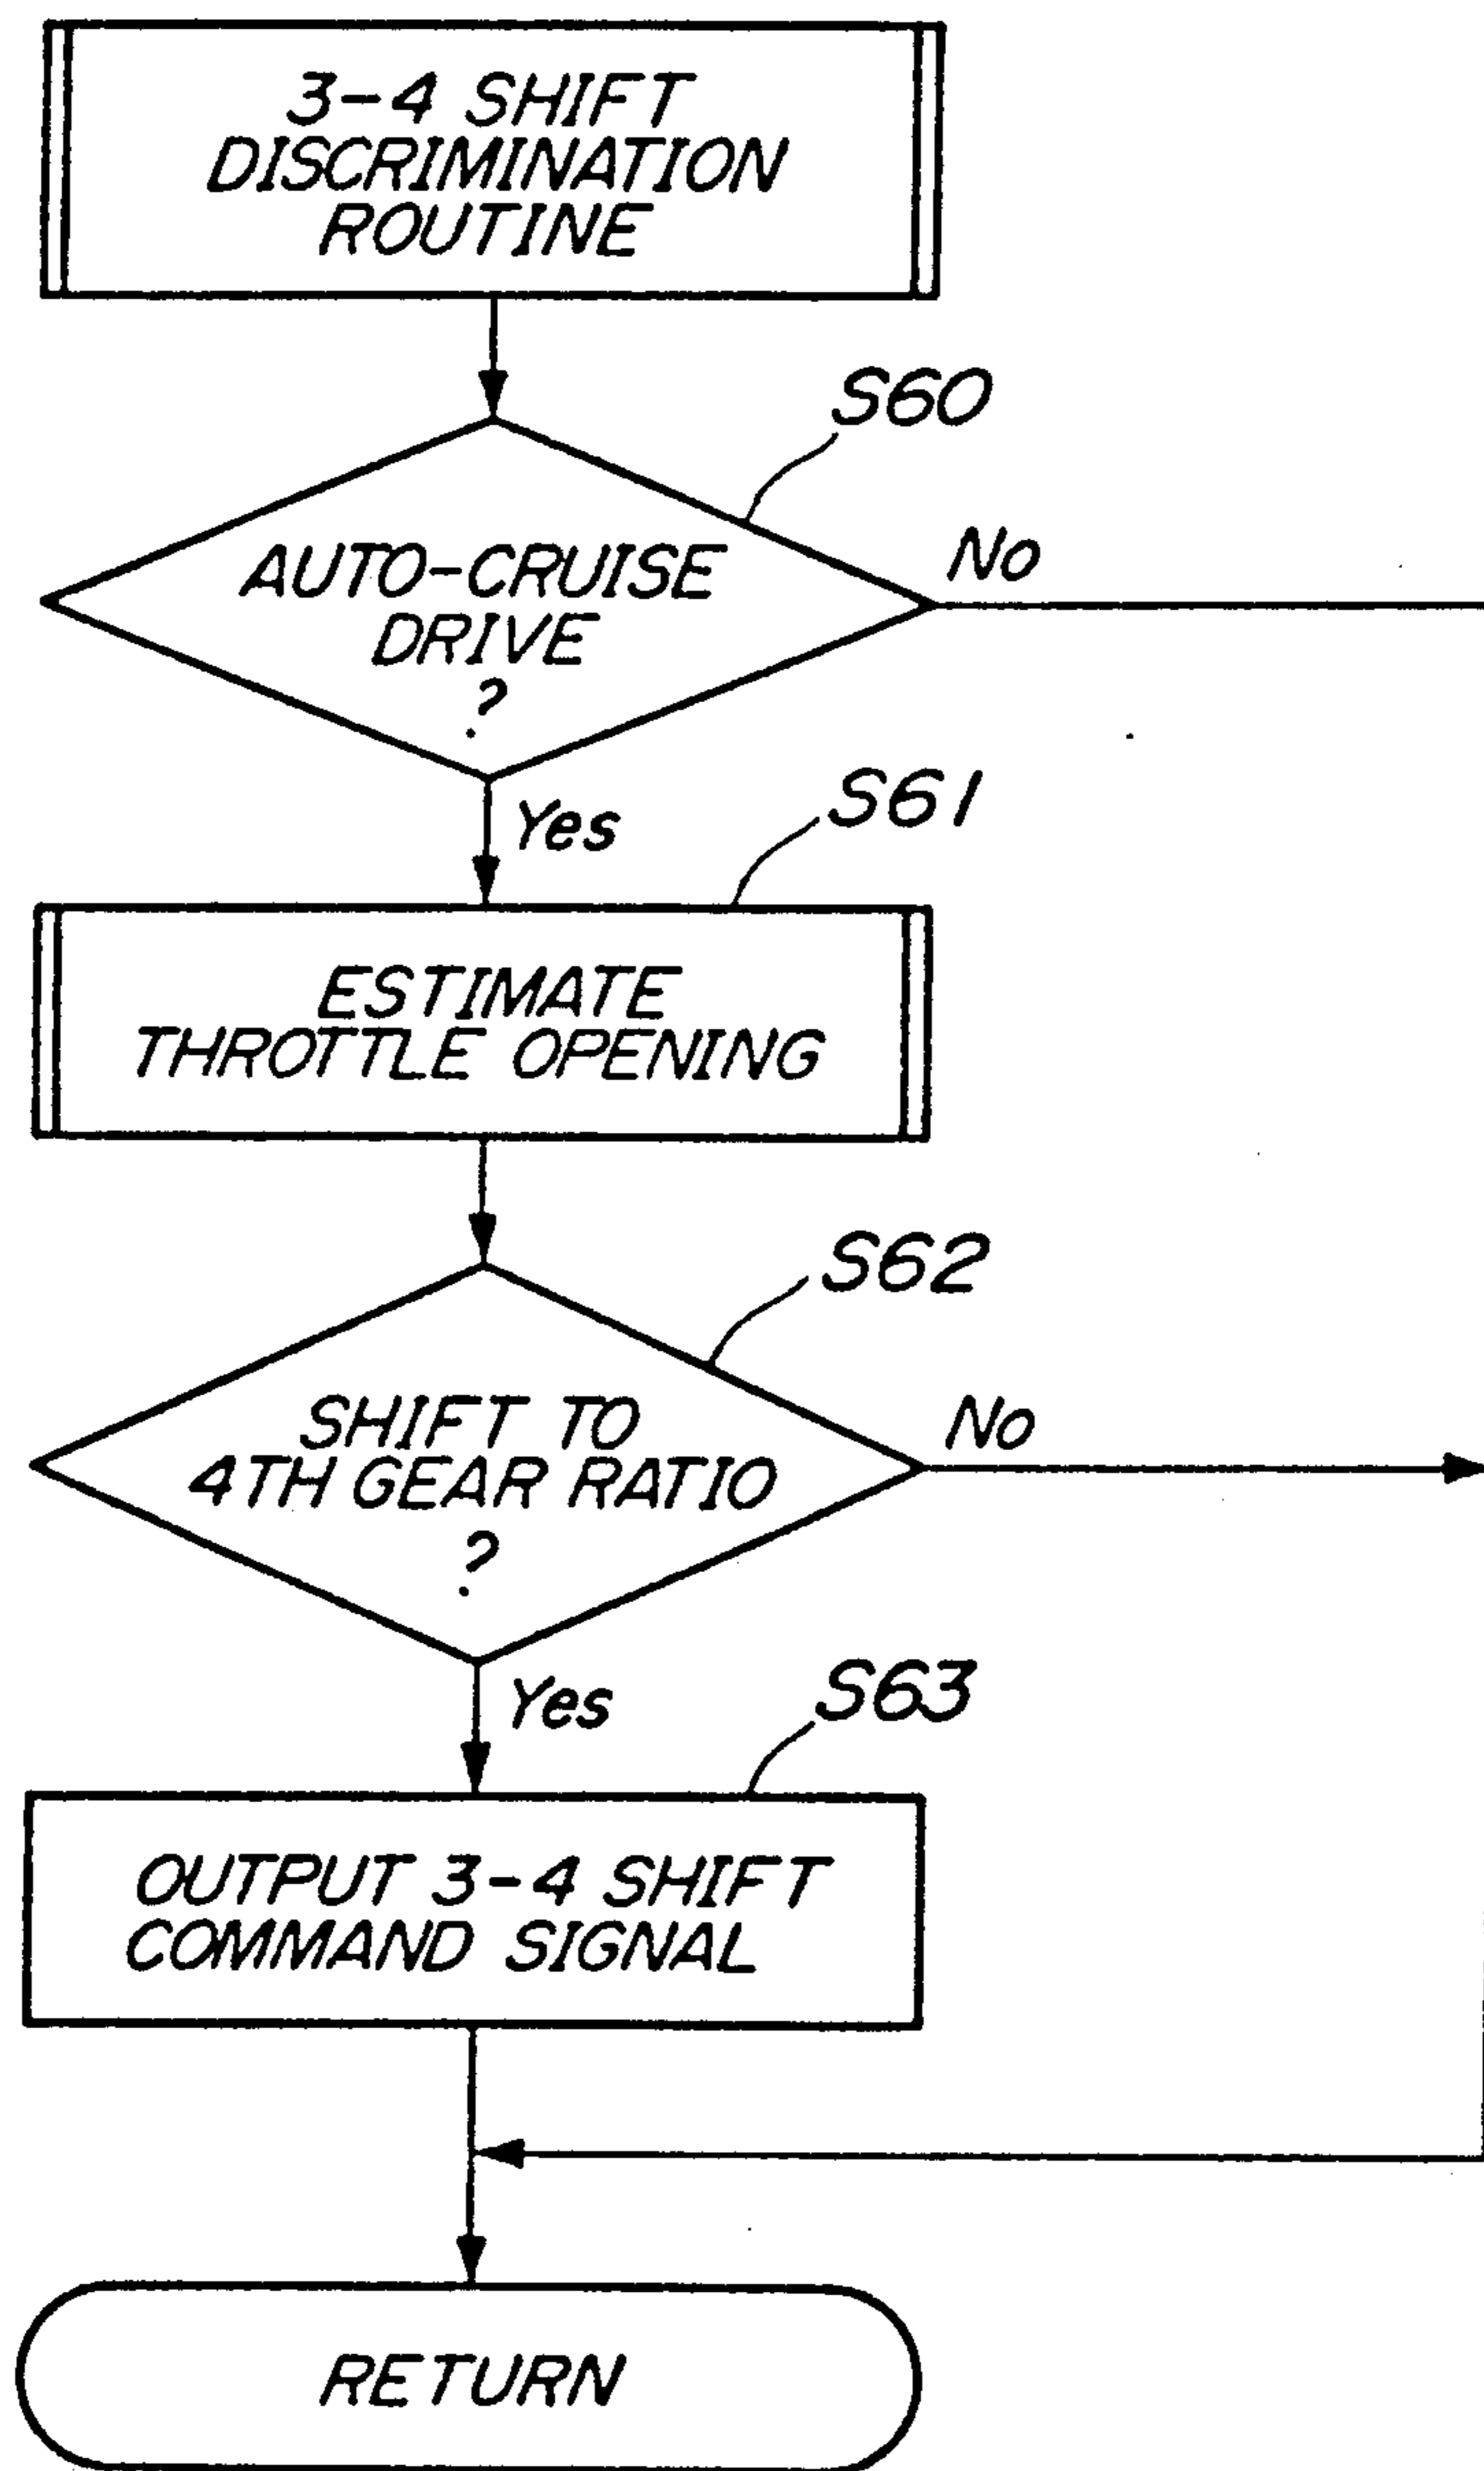 3-4 SHIFT
DISCRIMINATION
ROUTINE
S60
AUTO-CRUISE
DRIVE
?
No
Yes
S61
ESTIMATE
THROTTLE OPENING
S62
SHIFT TO
4TH GEAR RATIO
?
No
Yes
S63
OUTPUT 3-4 SHIFT
COMMAND SIGNAL
RETURN